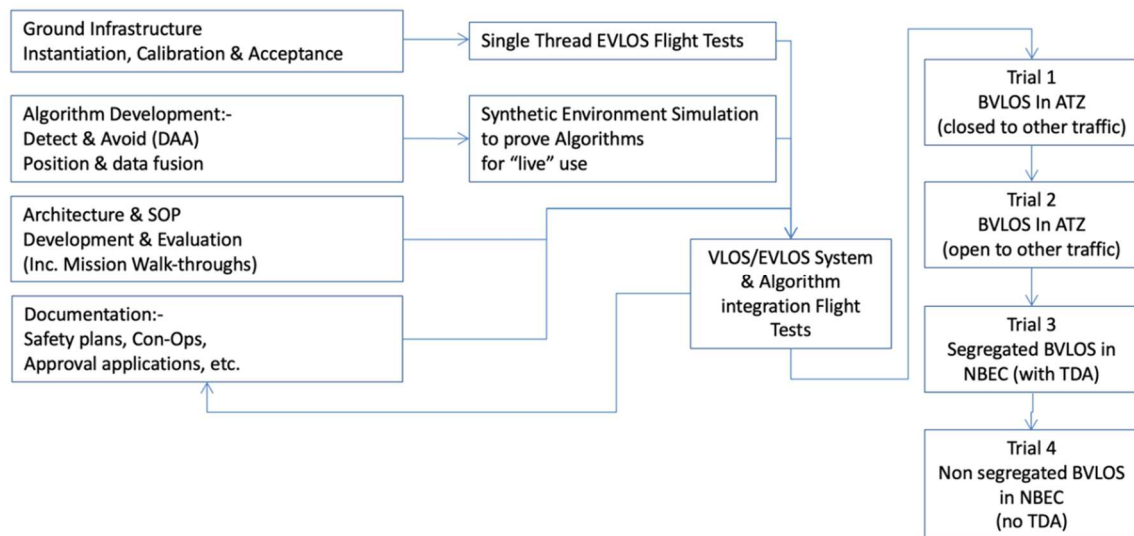 Ground Infrastructure
Instantiation, Calibration & Acceptance
Single Thread EVLOS Flight Tests
Algorithm Development:-
Detect & Avoid (DAA)
Position & data fusion
Synthetic Environment Simulation
to prove Algorithms
for “live” use
Architecture & SOP
Development & Evaluation
(Inc. Mission Walk-throughs)
Documentation:-
Safety plans, Con-Ops,
Approval applications, etc.
VLOS/EVLOS System
& Algorithm
integration Flight
Tests
Trial 1
BVLOS In ATZ
(closed to other traffic)
Trial 2
BVLOS In ATZ
(open to other traffic)
Trial 3
Segregated BVLOS in
NBEC (with TDA)
Trial 4
Non segregated BVLOS
in NBEC
(no TDA)